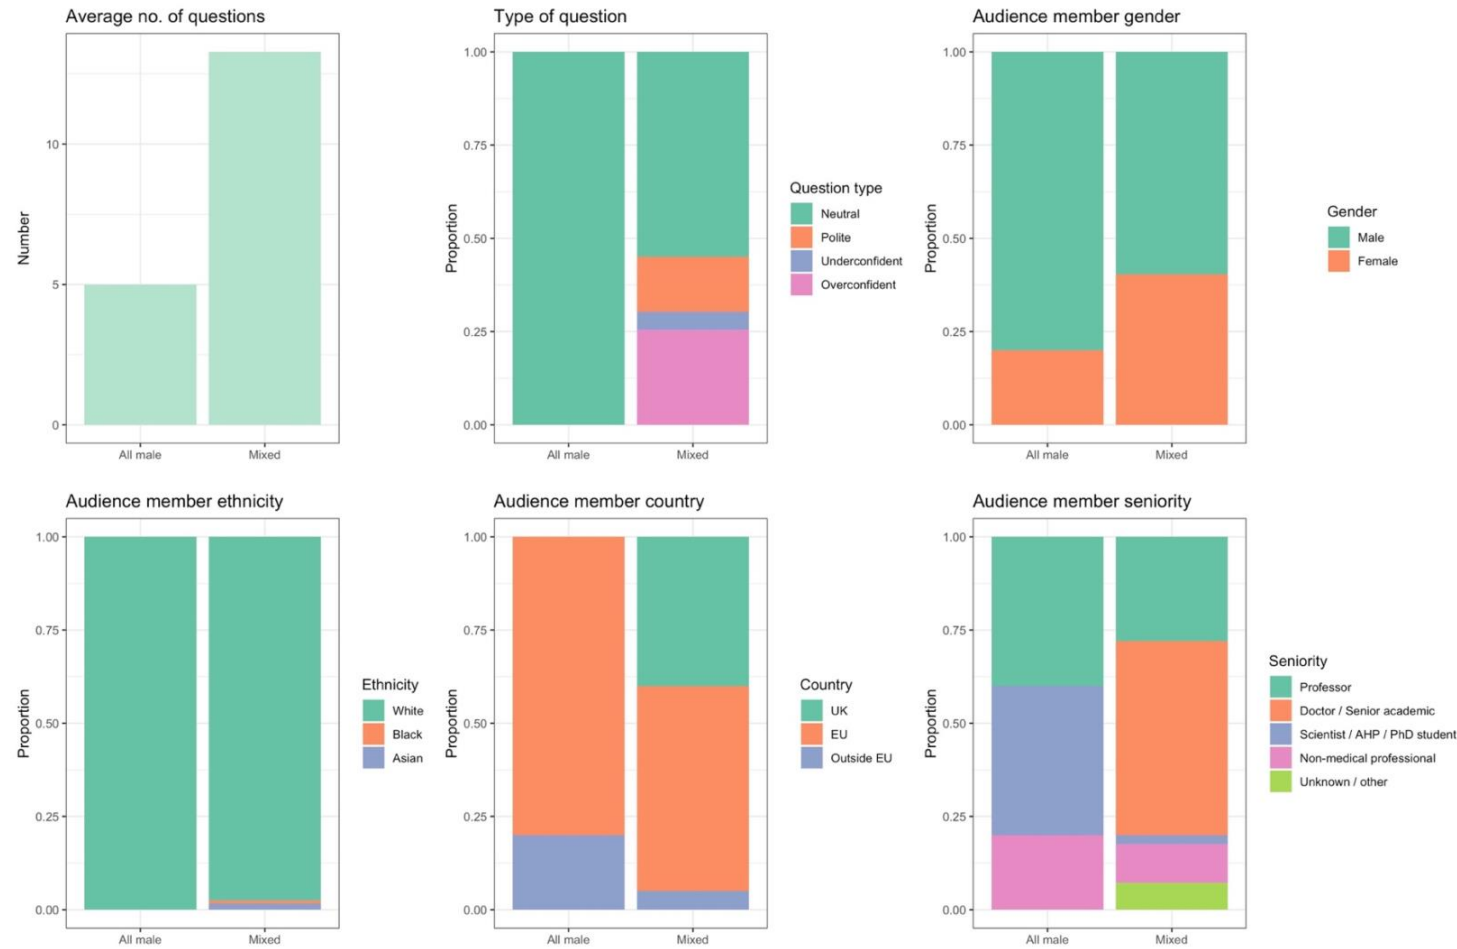 Average no. of questions
Number
10
5
0
All male
Mixed
Type of question
Proportion
1.00
0.75
0.50
0.25
0.00
All male
Mixed
Question type
Neutral
Polite
Underconfident
Overconfident
Audience member gender
Proportion
1.00
0.75
0.50
0.25
0.00
All male
Mixed
Gender
Male
Female
Audience member ethnicity
Proportion
1.00
0.75
0.50
0.25
0.00
All male
Mixed
Ethnicity
White
Black
Asian
Audience member country
Proportion
1.00
0.75
0.50
0.25
0.00
All male
Mixed
Country
UK
EU
Outside EU
Audience member seniority
Proportion
1.00
0.75
0.50
0.25
0.00
All male
Mixed
Seniority
Professor
Doctor / Senior academic
Scientist / AHP / PhD student
Non-medical professional
Unknown / other